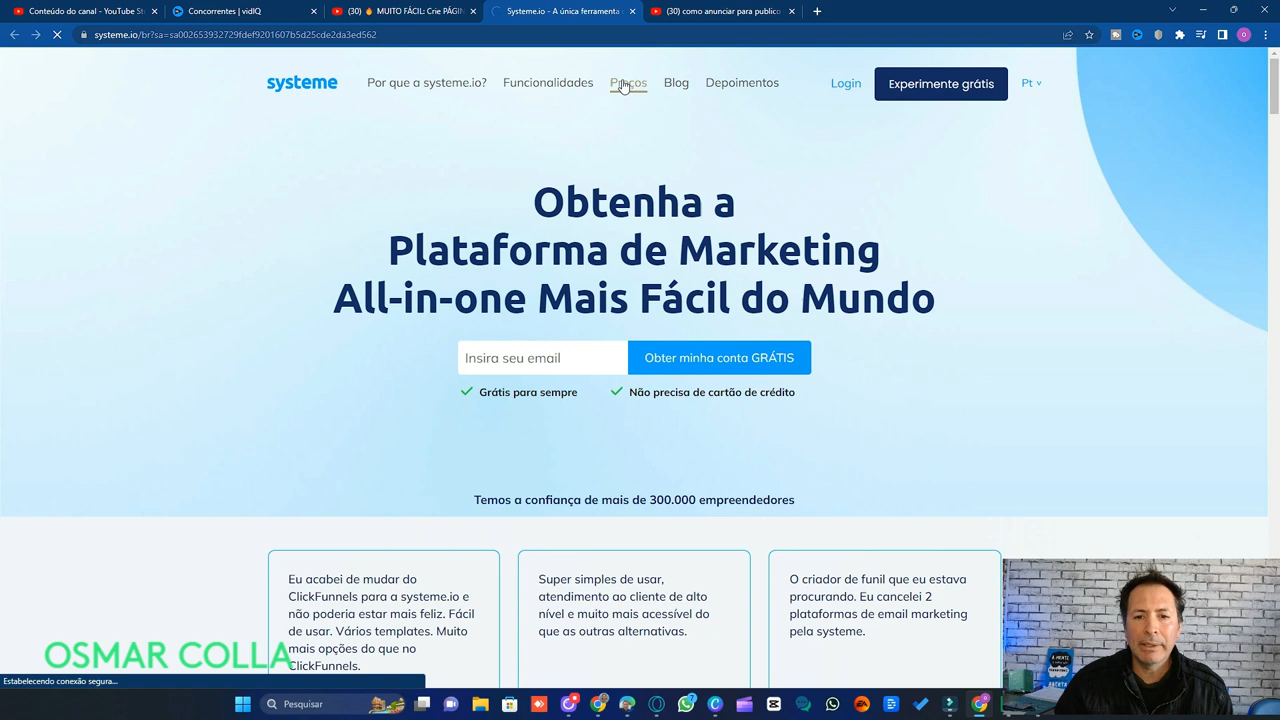 Conteúdo do canal - YouTube St
Concorrentes | vidIQ
(30) 🔥 MUITO FÁCIL: Crie PÁGIN
Systeme.io - A única ferramenta
(30) como anunciar para publico
systeme.io/br?sa=sa002653932729fdef9201607b5d25cde2da3ed562
systeme
Por que a systeme.io?
Funcionalidades
Preços
Blog
Depoimentos
Login
Experimente grátis
Pt
Obtenha a
Plataforma de Marketing
All-in-one Mais Fácil do Mundo
Insira seu email
Obter minha conta GRÁTIS
Grátis para sempre
Não precisa de cartão de crédito
Temos a confiança de mais de 300.000 empreendedores
Eu acabei de mudar do
ClickFunnels para a systeme.io e
não poderia estar mais feliz. Fácil
de usar. Vários templates. Muito
mais opções do que no
ClickFunnels.
Super simples de usar,
atendimento ao cliente de alto
nível e muito mais acessível do
que as outras alternativas.
O criador de funil que eu estava
procurando. Eu cancelei 2
plataformas de email marketing
pela systeme.
OSMAR COLLA
Estabelecendo conexão segura...
Pesquisar